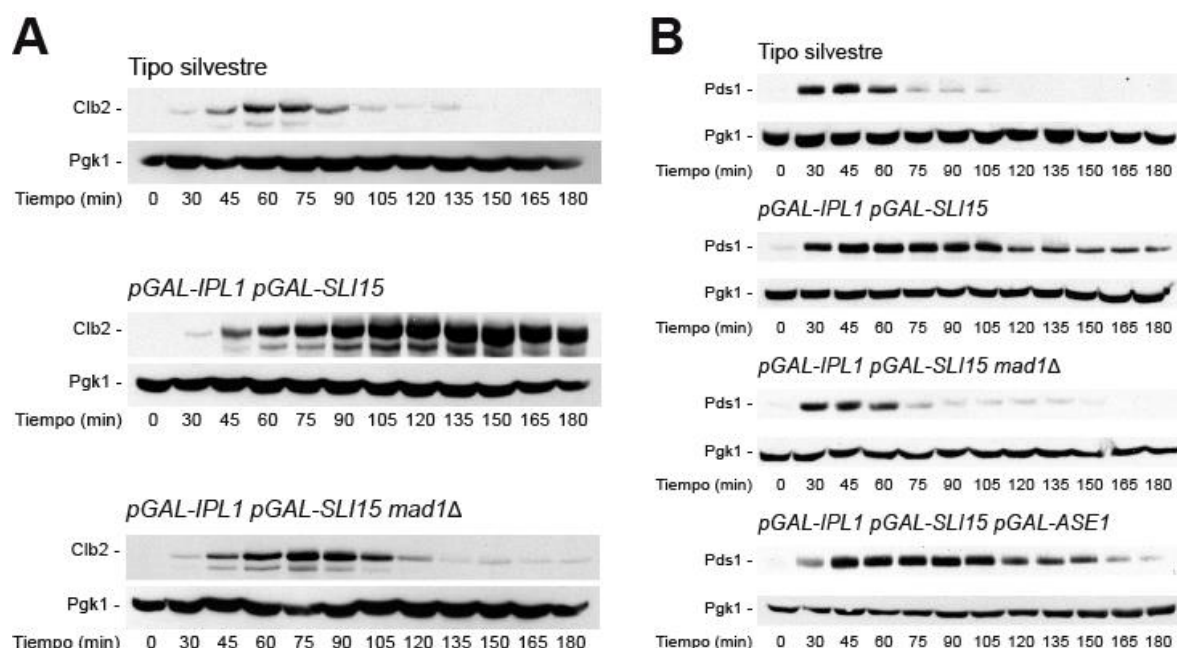 A
Tipo silvestre
Clb2 -
Pgk1 -
Tiempo (min) 0 30 45 60 75 90 105 120 135 150 165 180
pGAL-IPL1 pGAL-SLI15
Clb2 -
Pgk1 -
Tiempo (min) 0 30 45 60 75 90 105 120 135 150 165 180
pGAL-IPL1 pGAL-SLI15 mad1Δ
Clb2 -
Pgk1 -
Tiempo (min) 0 30 45 60 75 90 105 120 135 150 165 180
B
Tipo silvestre
Pds1 -
Pgk1 -
Tiempo (min) 0 30 45 60 75 90 105 120 135 150 165 180
pGAL-IPL1 pGAL-SLI15
Pds1 -
Pgk1 -
Tiempo (min) 0 30 45 60 75 90 105 120 135 150 165 180
pGAL-IPL1 pGAL-SLI15 mad1Δ
Pds1 -
Pgk1 -
Tiempo (min) 0 30 45 60 75 90 105 120 135 150 165 180
pGAL-IPL1 pGAL-SLI15 pGAL-ASE1
Pds1 -
Pgk1 -
Tiempo (min) 0 30 45 60 75 90 105 120 135 150 165 180